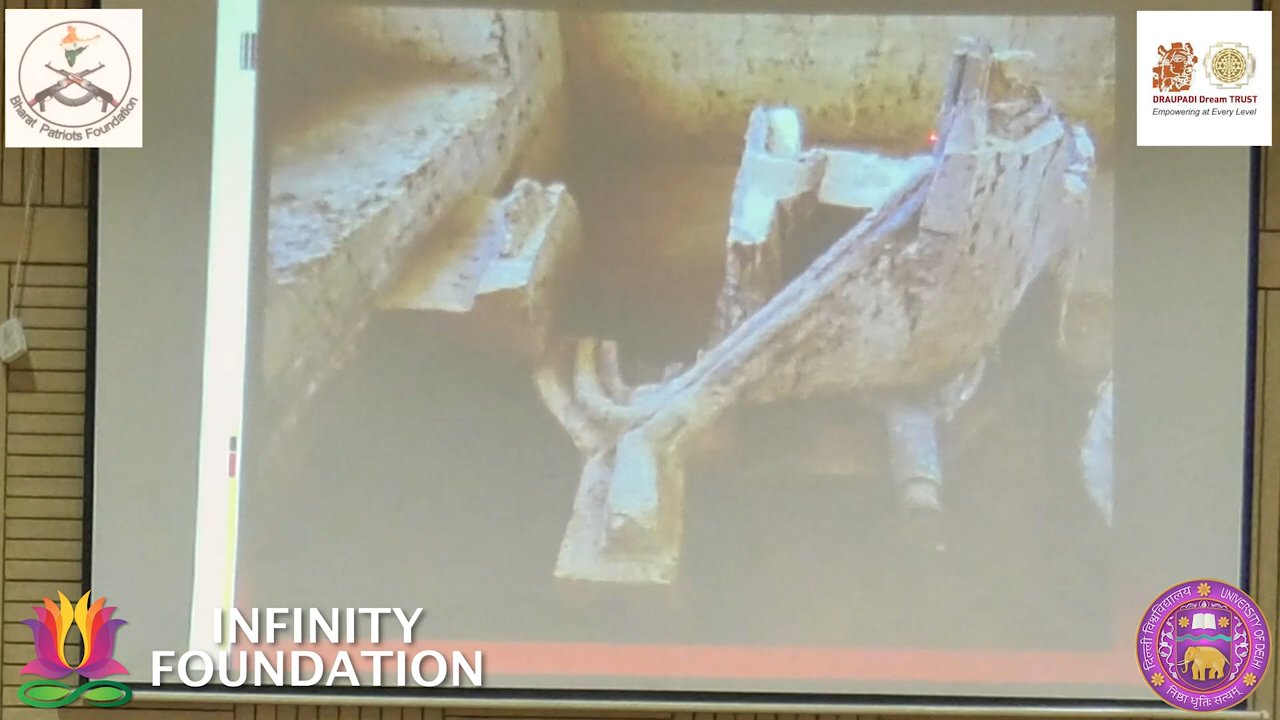 Bharat Patriots Foundation
DRAUPADI Dream TRUST
Empowering at Every Level
INFINITY
FOUNDATION
दिल्ली विश्वविद्यालय
UNIVERSITY OF DELHI
निष्ठा धृतिः सत्यम्